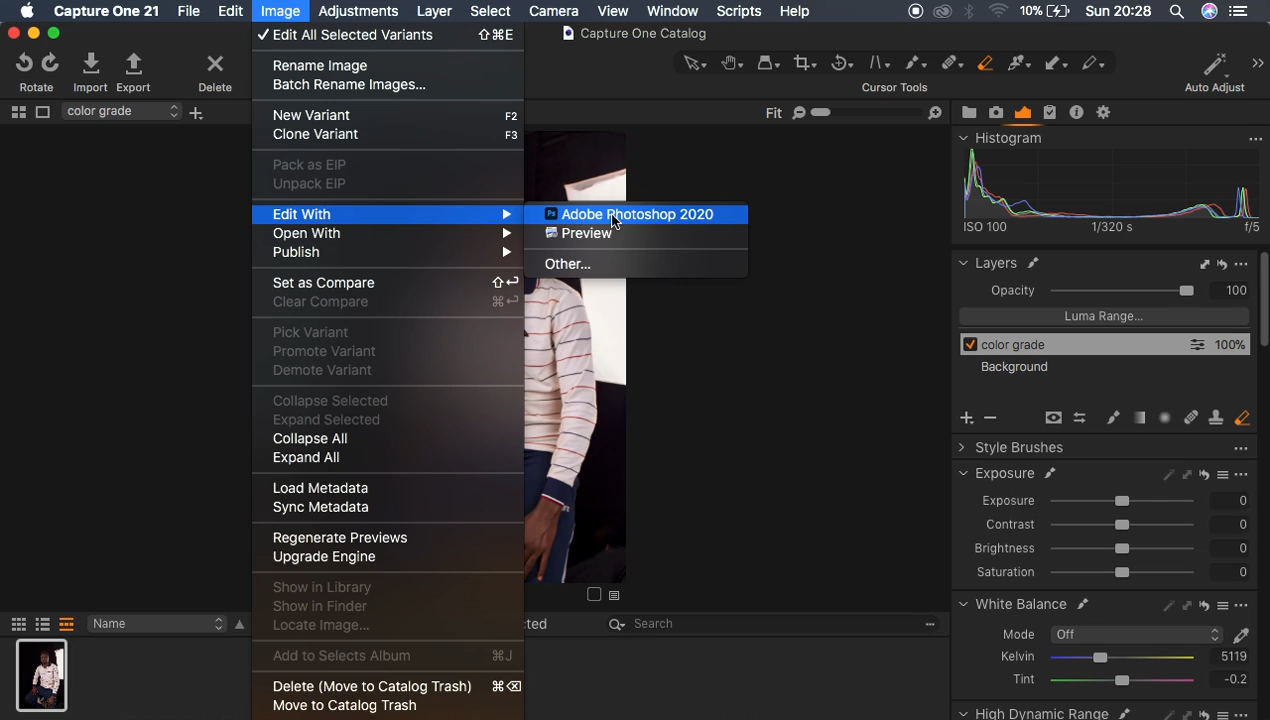 Capture One 21 File Edit Image Adjustments Layer Select Camera View Window Scripts Help 10% Sun 20:28
Capture One Catalog
Rotate Import Export Delete Cursor Tools Auto Adjust
color grade Fit
✓ Edit All Selected Variants ⇧⌘E
Rename Image
Batch Rename Images...
New Variant F2
Clone Variant F3
Pack as EIP
Unpack EIP
Edit With
Open With
Publish
Set as Compare ⇧↩
Clear Compare ⌘↩
Pick Variant
Promote Variant
Demote Variant
Collapse Selected
Expand Selected
Collapse All
Expand All
Load Metadata
Sync Metadata
Regenerate Previews
Upgrade Engine
Show in Library
Show in Finder
Locate Image...
Add to Selects Album ⌘J
Delete (Move to Catalog Trash) ⌘⌫
Move to Catalog Trash
Ps Adobe Photoshop 2020
Preview
Other...
Histogram
ISO 100 1/320 s f/5
Layers
Opacity 100
Luma Range...
color grade 100%
Background
Style Brushes
Exposure
Exposure 0
Contrast 0
Brightness 0
Saturation 0
White Balance
Mode Off
Kelvin 5119
Tint -0.2
High Dynamic Range
Name cted Search